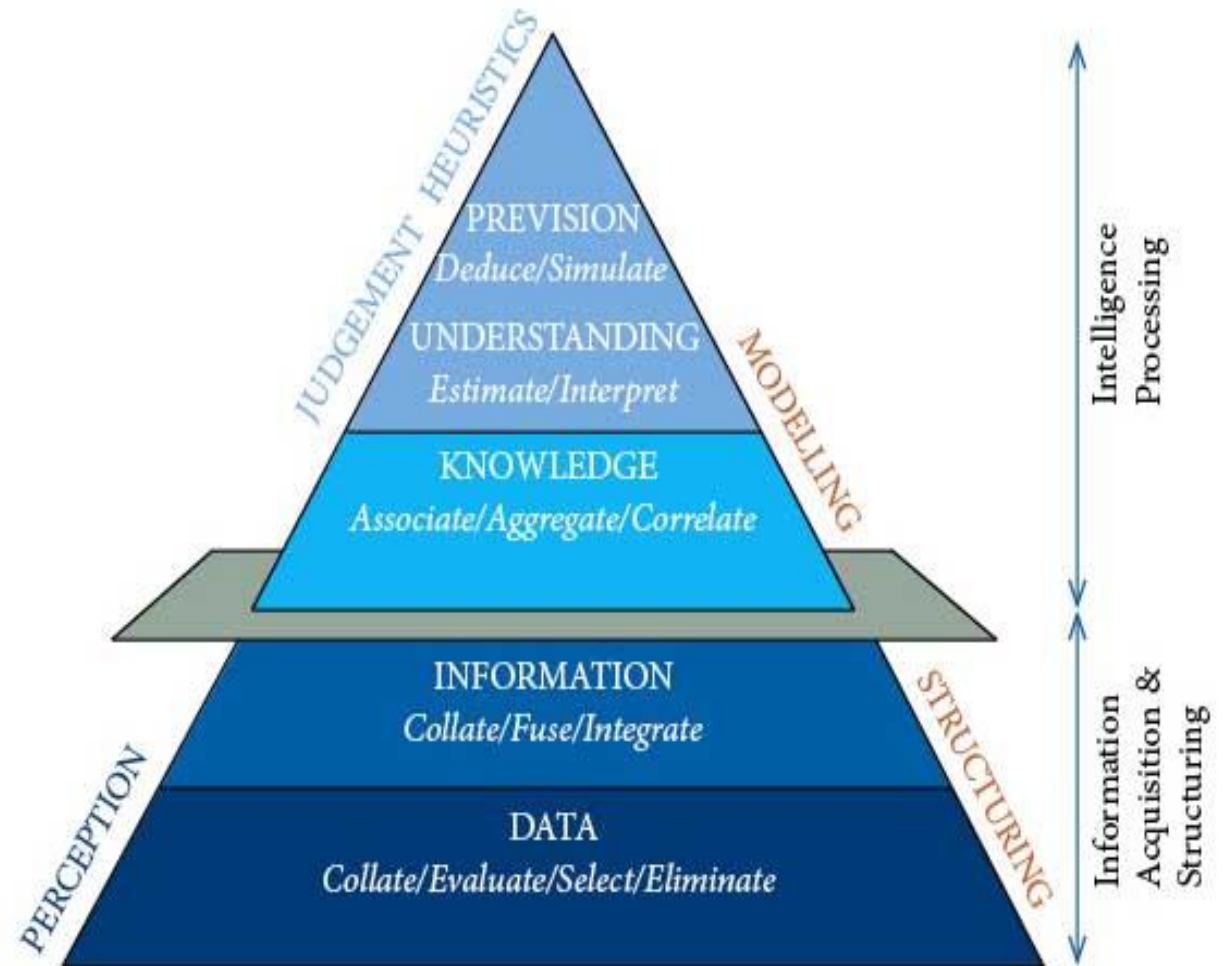 JUDGEMENT HEURISTICS
PREVISION
Deduce/Simulate
UNDERSTANDING
Estimate/Interpret
MODELLING
KNOWLEDGE
Associate/Aggregate/Correlate
Intelligence
Processing
PERCEPTION
INFORMATION
Collate/Fuse/Integrate
STRUCTURING
DATA
Collate/Evaluate/Select/Eliminate
Information
Acquisition &
Structuring